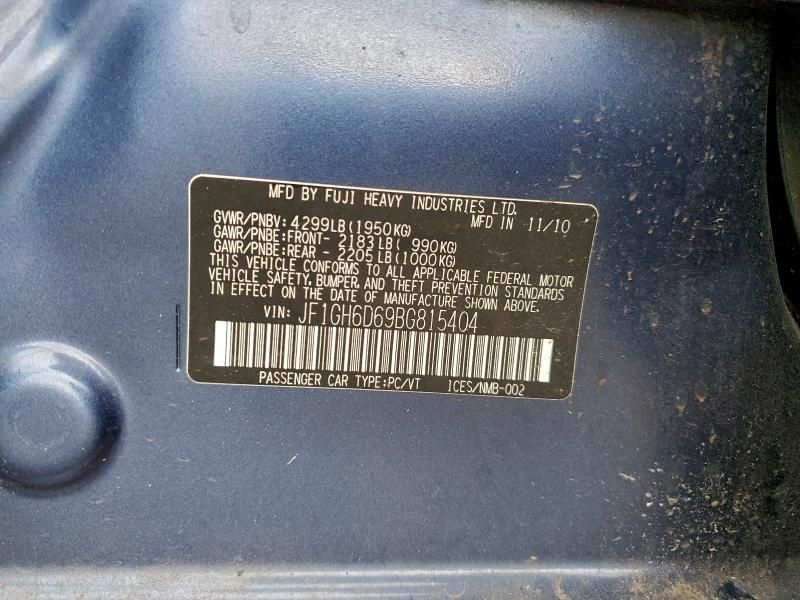 MFD BY FUJI HEAVY INDUSTRIES LTD.
GVWR/PNBV: 4299LB(1950KG) MFD IN 11/10
GAWR/PNBE:FRONT- 2183LB( 990KG)
GAWR/PNBE:REAR - 2205LB(1000KG)
THIS VEHICLE CONFORMS TO ALL APPLICABLE FEDERAL MOTOR
VEHICLE SAFETY, BUMPER, AND THEFT PREVENTION STANDARDS
IN EFFECT ON THE DATE OF MANUFACTURE SHOWN ABOVE.
VIN: JF1GH6D69BG815404
PASSENGER CAR TYPE:PC/VT 1CES/NMB-002